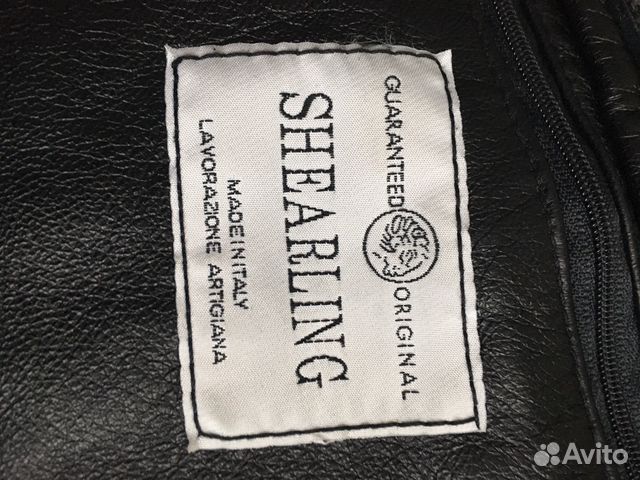 GUARANTEED ORIGINAL
SHEARLING
MADE IN ITALY
LAVORAZIONE ARTIGIANA
Avito